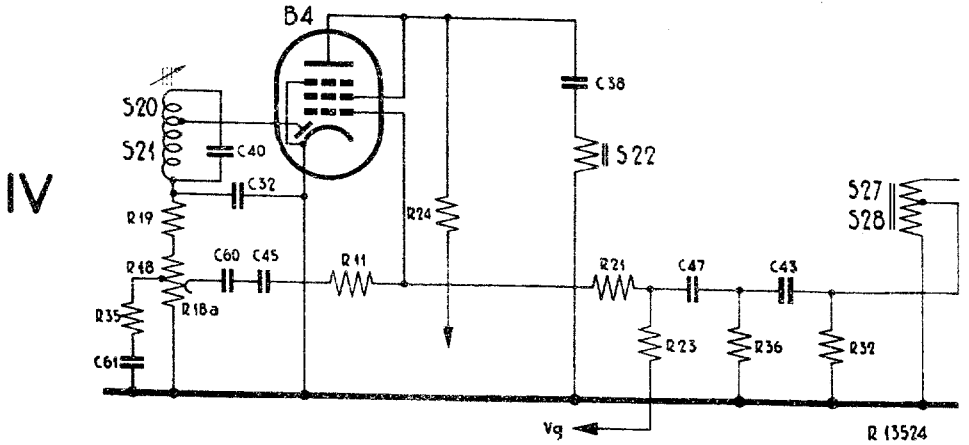 B4
S20
S21
C40
C38
S22
IV
C32
R19
R24
S27
S28
R18
C60
C45
R11
R21
C47
C43
R18a
R35
R23
R36
R32
C61
Vg
R 13524